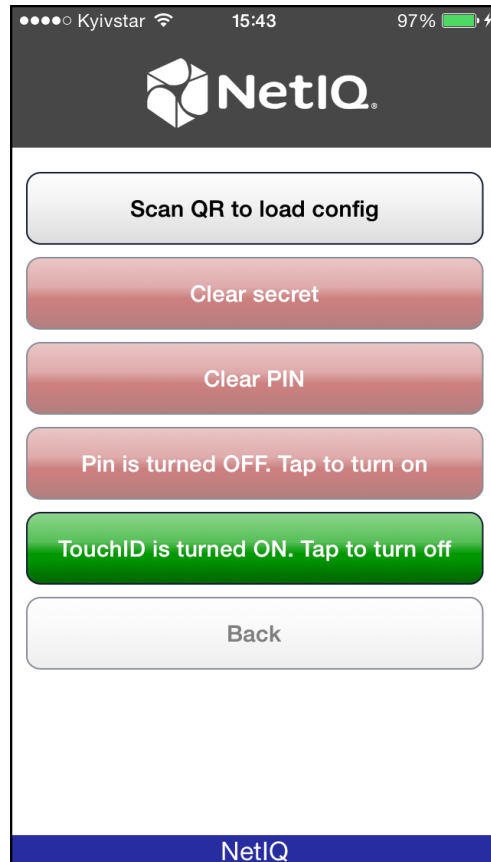 Kyivstar 15:43 97%
NetIQ.
Scan QR to load config
Clear secret
Clear PIN
Pin is turned OFF. Tap to turn on
TouchID is turned ON. Tap to turn off
Back
NetIQ